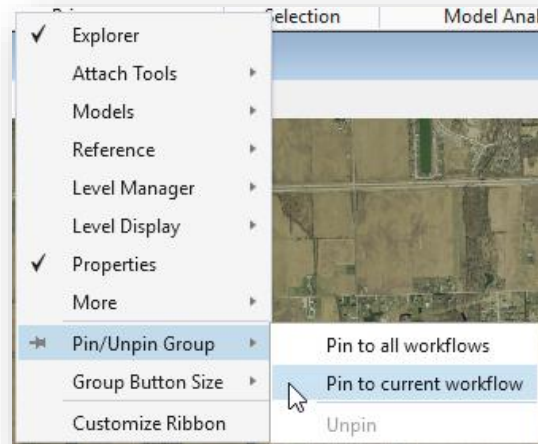 Selection
Model Anal
Explorer
Attach Tools
Models
Reference
Level Manager
Level Display
Properties
More
Pin/Unpin Group
Pin to all workflows
Group Button Size
Pin to current workflow
Customize Ribbon
Unpin